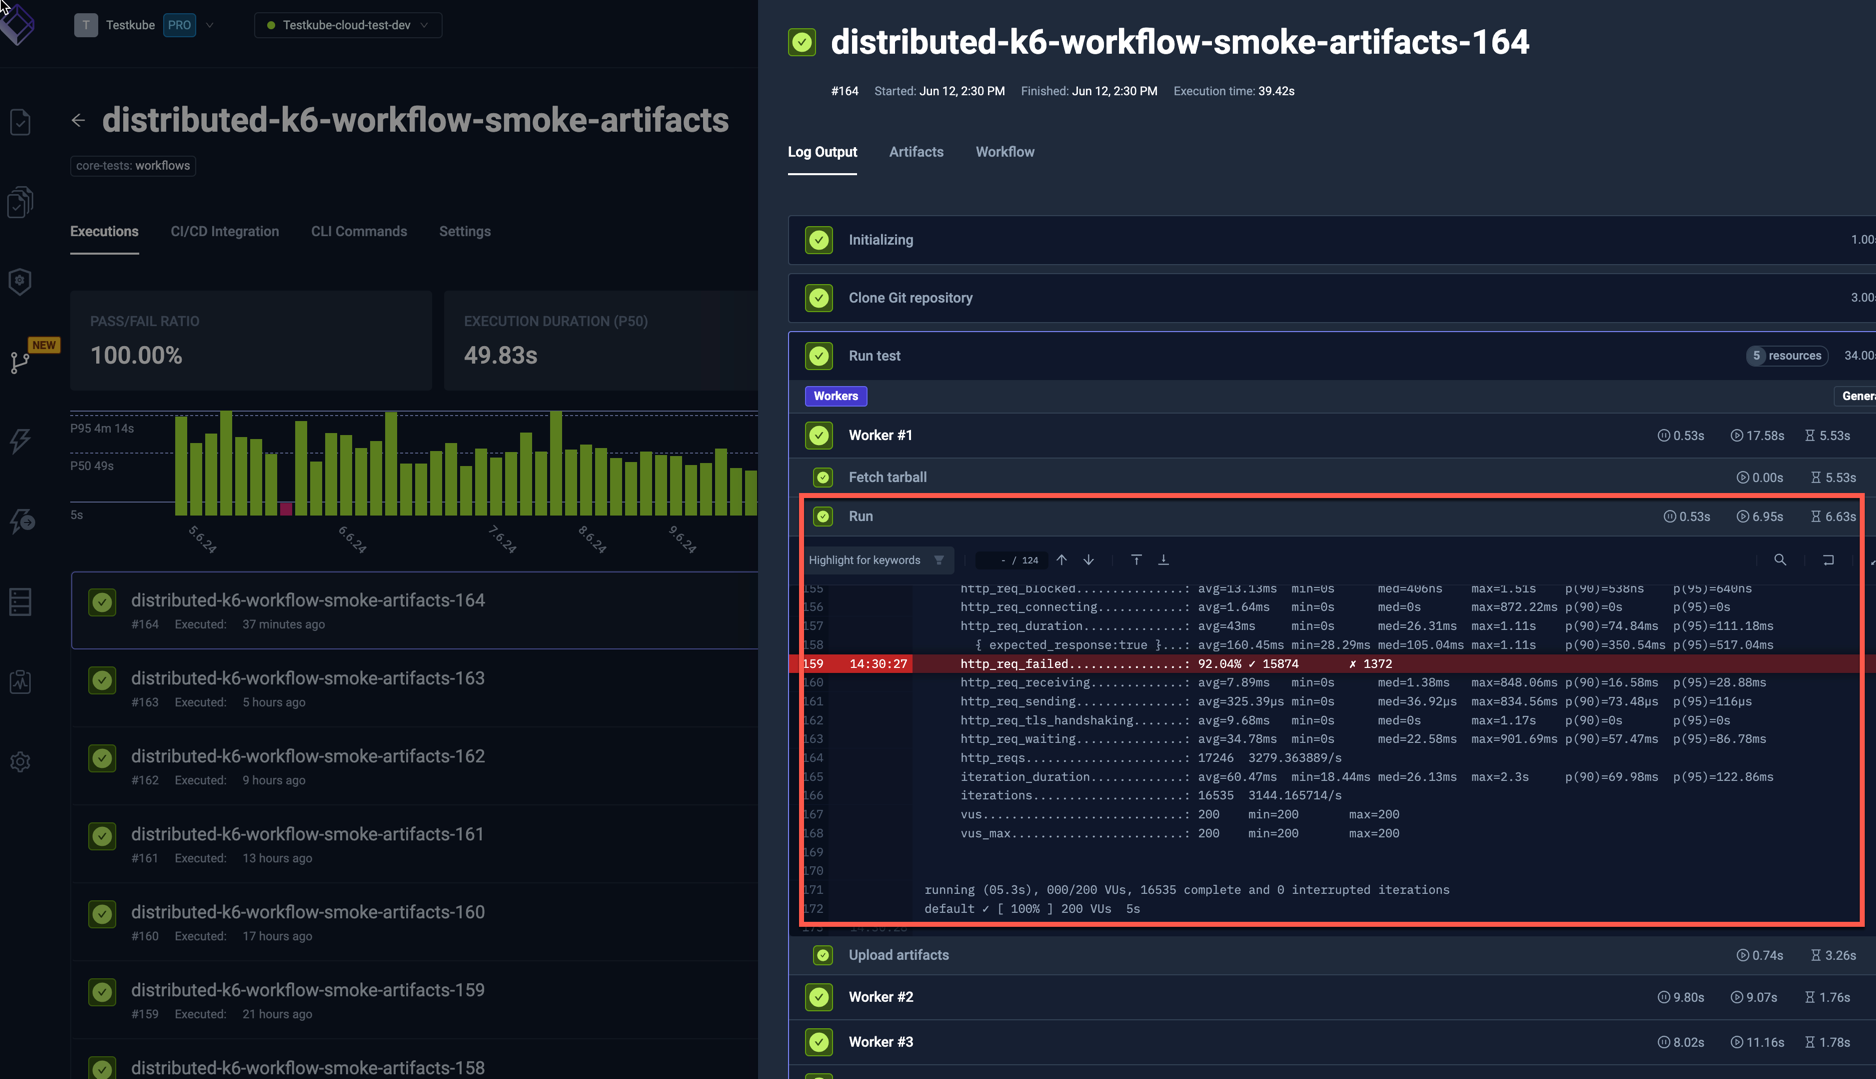 T Testkube PRO
Testkube-cloud-test-dev
distributed-k6-workflow-smoke-artifacts
core-tests: workflows
Executions CI/CD Integration CLI Commands Settings
NEW
PASS/FAIL RATIO
100.00%
EXECUTION DURATION (P50)
49.83s
P95 4m 14s
P50 49s
5s
5.6.24 6.6.24 7.6.24 8.6.24 9.6.24
distributed-k6-workflow-smoke-artifacts-164
#164 Executed: 37 minutes ago
distributed-k6-workflow-smoke-artifacts-163
#163 Executed: 5 hours ago
distributed-k6-workflow-smoke-artifacts-162
#162 Executed: 9 hours ago
distributed-k6-workflow-smoke-artifacts-161
#161 Executed: 13 hours ago
distributed-k6-workflow-smoke-artifacts-160
#160 Executed: 17 hours ago
distributed-k6-workflow-smoke-artifacts-159
#159 Executed: 21 hours ago
distributed-k6-workflow-smoke-artifacts-158
distributed-k6-workflow-smoke-artifacts-164
#164 Started: Jun 12, 2:30 PM Finished: Jun 12, 2:30 PM Execution time: 39.42s
Log Output Artifacts Workflow
Initializing 1.00s
Clone Git repository 3.00
Run test 5 resources 34.00
Workers Genera
Worker #1 0.53s 17.58s 5.53s
Fetch tarball 0.00s 5.53s
Run 0.53s 6.95s 6.63s
Highlight for keywords - / 124
155 http_req_blocked...............: avg=13.13ms min=0s med=406ns max=1.51s p(90)=538ns p(95)=640ns
156 http_req_connecting............: avg=1.64ms min=0s med=0s max=872.22ms p(90)=0s p(95)=0s
157 http_req_duration..............: avg=43ms min=0s med=26.31ms max=1.11s p(90)=74.84ms p(95)=111.18ms
158 { expected_response:true }...: avg=160.45ms min=28.29ms med=105.04ms max=1.11s p(90)=350.54ms p(95)=517.04ms
159 14:30:27 http_req_failed................: 92.04% ✓ 15874 ✗ 1372
160 http_req_receiving.............: avg=7.89ms min=0s med=1.38ms max=848.06ms p(90)=16.58ms p(95)=28.88ms
161 http_req_sending...............: avg=325.39µs min=0s med=36.92µs max=834.56ms p(90)=73.48µs p(95)=116µs
162 http_req_tls_handshaking.......: avg=9.68ms min=0s med=0s max=1.17s p(90)=0s p(95)=0s
163 http_req_waiting...............: avg=34.78ms min=0s med=22.58ms max=901.69ms p(90)=57.47ms p(95)=86.78ms
164 http_reqs......................: 17246 3279.363889/s
165 iteration_duration.............: avg=60.47ms min=18.44ms med=26.13ms max=2.3s p(90)=69.98ms p(95)=122.86ms
166 iterations.....................: 16535 3144.165714/s
167 vus............................: 200 min=200 max=200
168 vus_max........................: 200 min=200 max=200
169
170
171 running (05.3s), 000/200 VUs, 16535 complete and 0 interrupted iterations
172 default ✓ [ 100% ] 200 VUs 5s
173 14:30:28
Upload artifacts 0.74s 3.26s
Worker #2 9.80s 9.07s 1.76s
Worker #3 8.02s 11.16s 1.78s